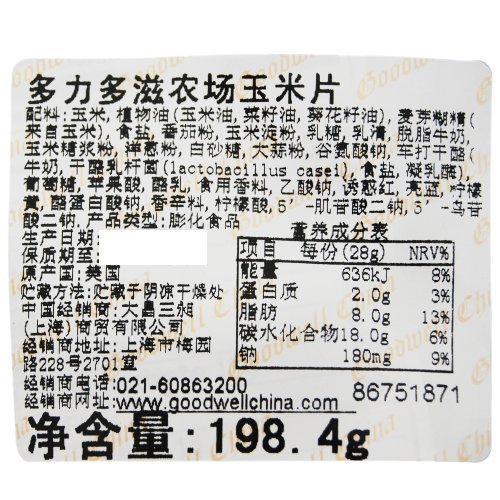 多力多滋农场玉米片
配料:玉米,植物油(玉米油,菜籽油,葵花籽油),麦芽糊精(
来自玉米),食盐,番茄粉,玉米淀粉,乳糖,乳清,脱脂牛奶,
玉米糖浆粉,洋葱粉,白砂糖,大蒜粉,谷氨酸钠,车打干酪(
牛奶,干酪乳杆菌(lactobacillus casei),食盐,凝乳酶),
葡萄糖,苹果酸,酪乳,食用香料,乙酸钠,诱惑红,亮蓝,柠檬
黄,酪蛋白酸钠,香辛料,柠檬酸,5'-肌苷酸二钠,5'-鸟苷
酸二钠,产品类型:膨化食品
生产日期:
保质期至:
原产国:美国
贮藏方法:贮藏于阴凉干燥处
中国经销商:大昌三昶
(上海)商贸有限公司
经销商地址:上海市梅园
路228号2701室
经销商电话:021-60863200
经销商网址:www.goodwellchina.com
营养成分表
项目 每份(28g) NRV%
能量 636kJ 8%
蛋白质 2.0g 3%
脂肪 8.0g 13%
碳水化合物18.0g 6%
钠 180mg 9%
86751871
净含量:198.4g
Goodwell China